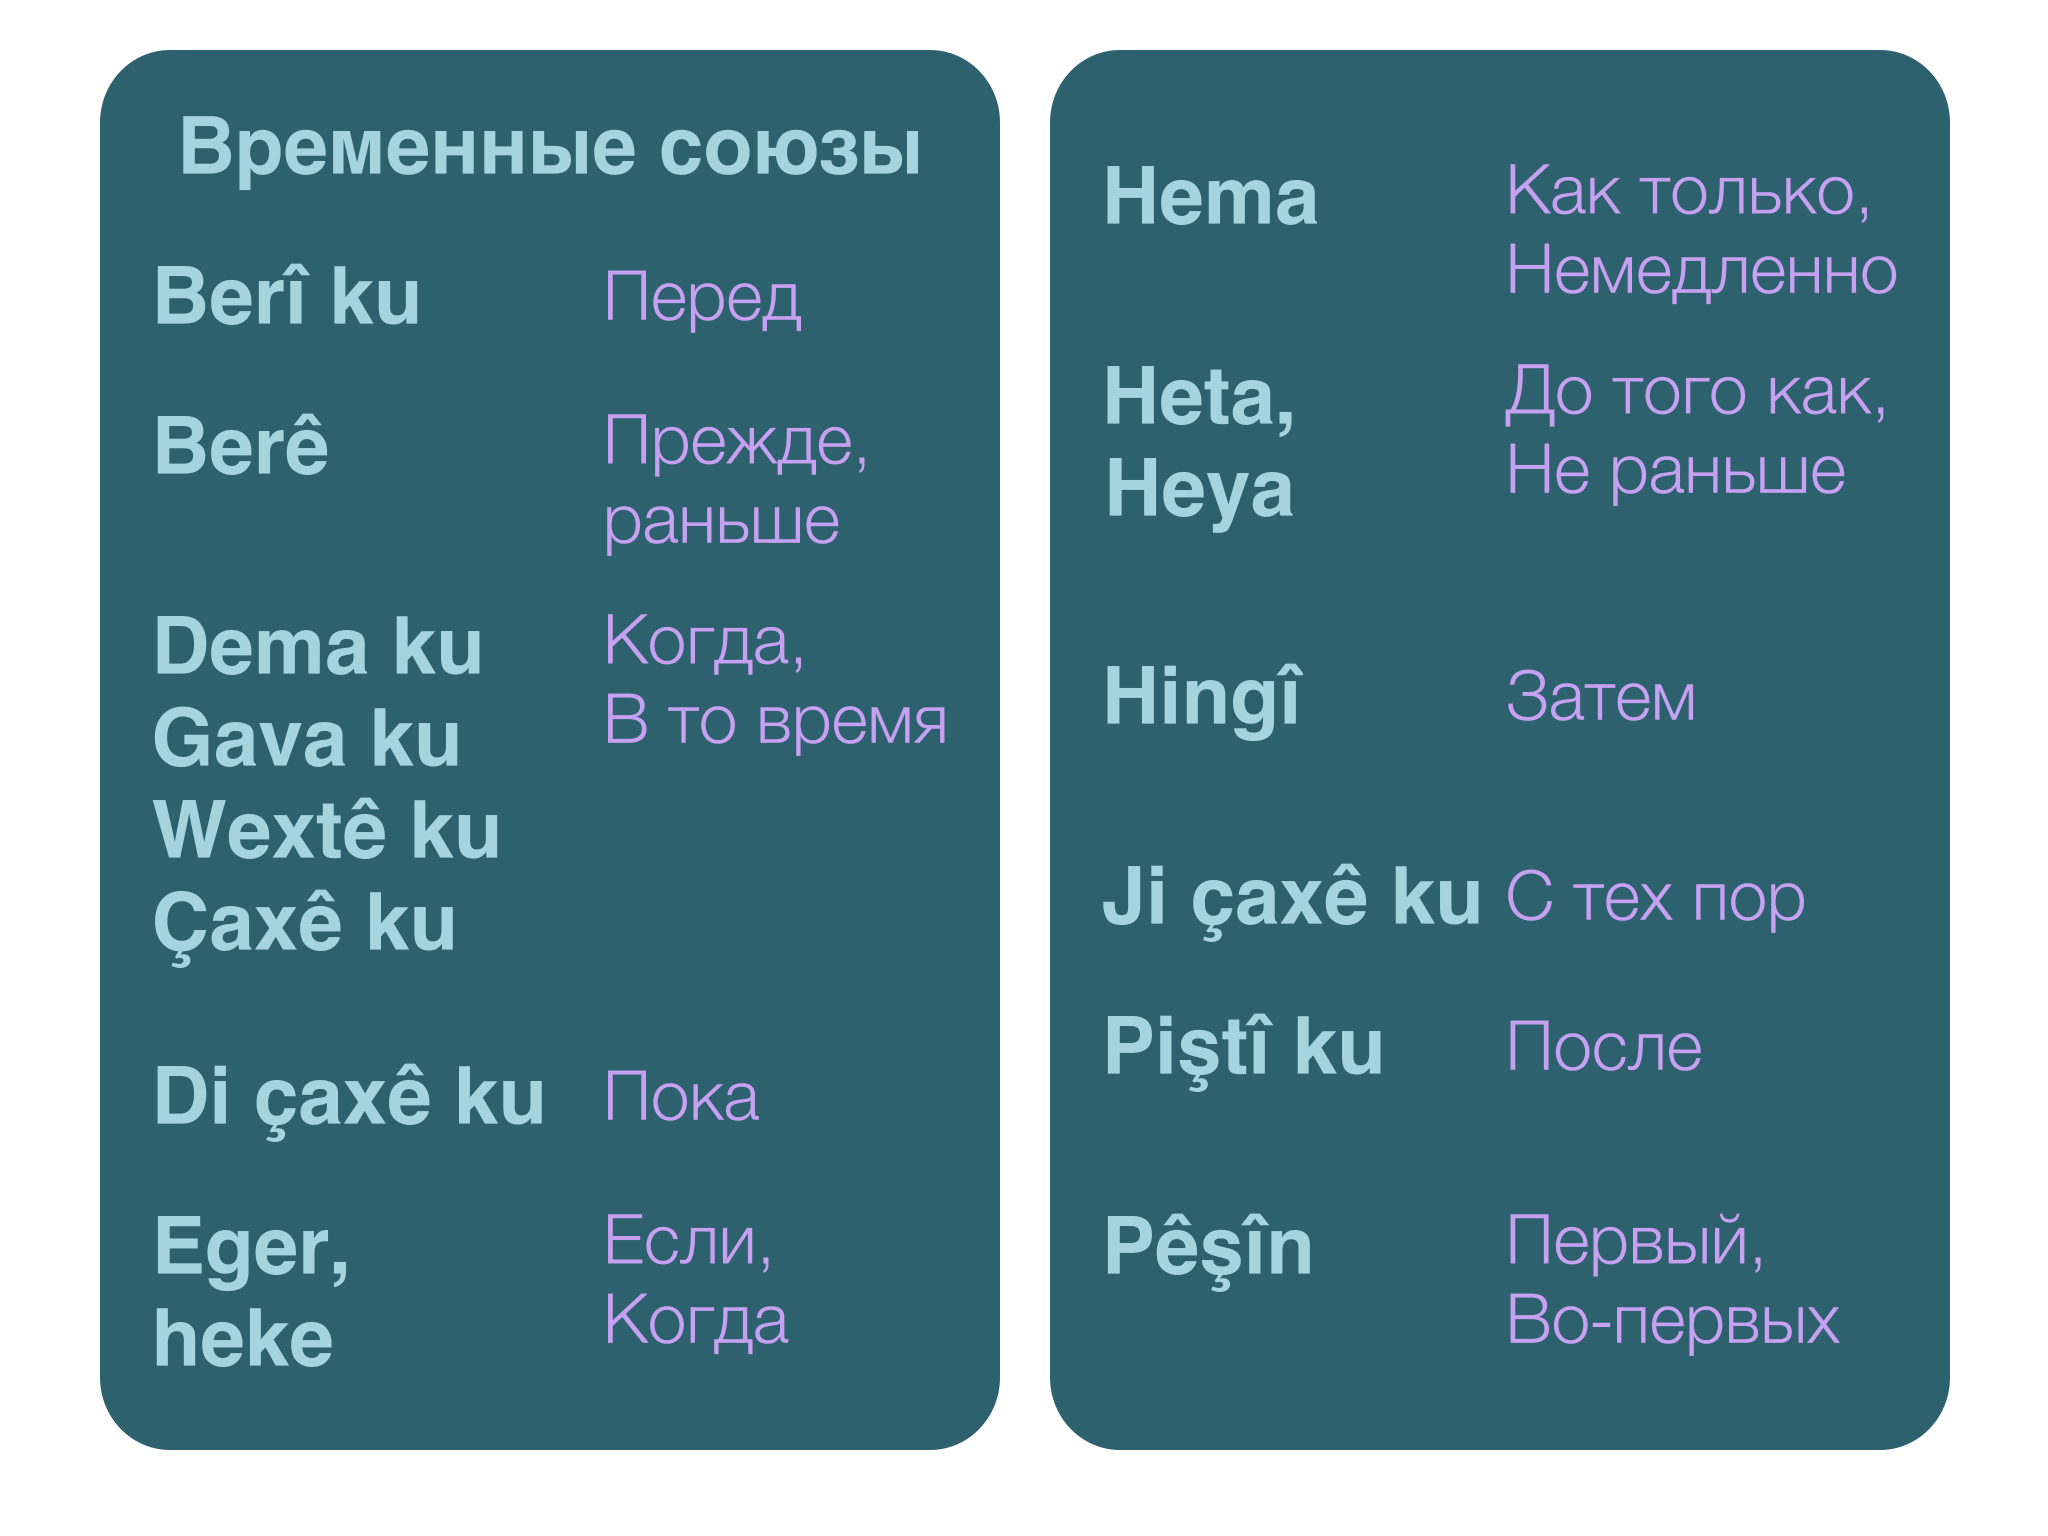 Временные союзы
Berî ku Перед
Berê Прежде,
раньше
Dema ku Когда,
Gava ku В то время
Wextê ku
Çaxê ku
Di çaxê ku Пока
Eger, Если,
heke Когда
Hema Как только,
Немедленно
Heta, До того как,
Heya Не раньше
Hingî Затем
Ji çaxê ku С тех пор
Piştî ku После
Pêşîn Первый,
Во-первых